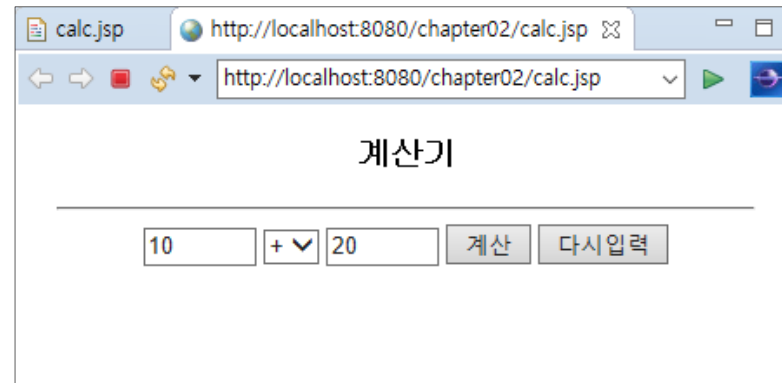 calc.jsp http://localhost:8080/chapter02/calc.jsp
http://localhost:8080/chapter02/calc.jsp
계산기
10 + 20 계산 다시입력